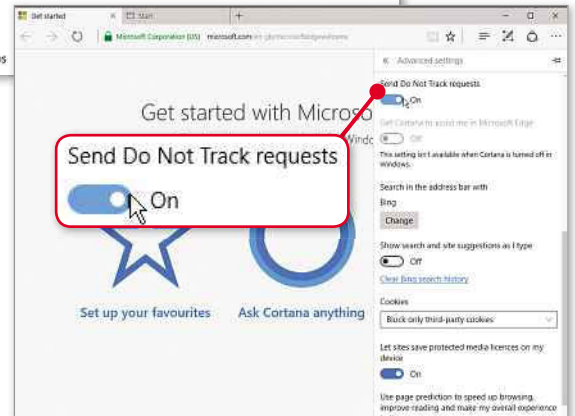 Get started
Start
Microsoft Corporation [US]
microsoft.com
Advanced settings
Send Do Not Track requests
On
Get Cortana to assist me in Microsoft Edge
Off
This setting isn't available when Cortana is turned off in
Windows.
Search in the address bar with
Bing
Change
Show search and site suggestions as I type
Off
Clear Bing search history
Cookies
Block only third-party cookies
Let sites save protected media licences on my
device
On
Use page prediction to speed up browsing,
improve reading and make my overall experience
Get started with Microso
Send Do Not Track requests
On
Set up your favourites
Ask Cortana anything